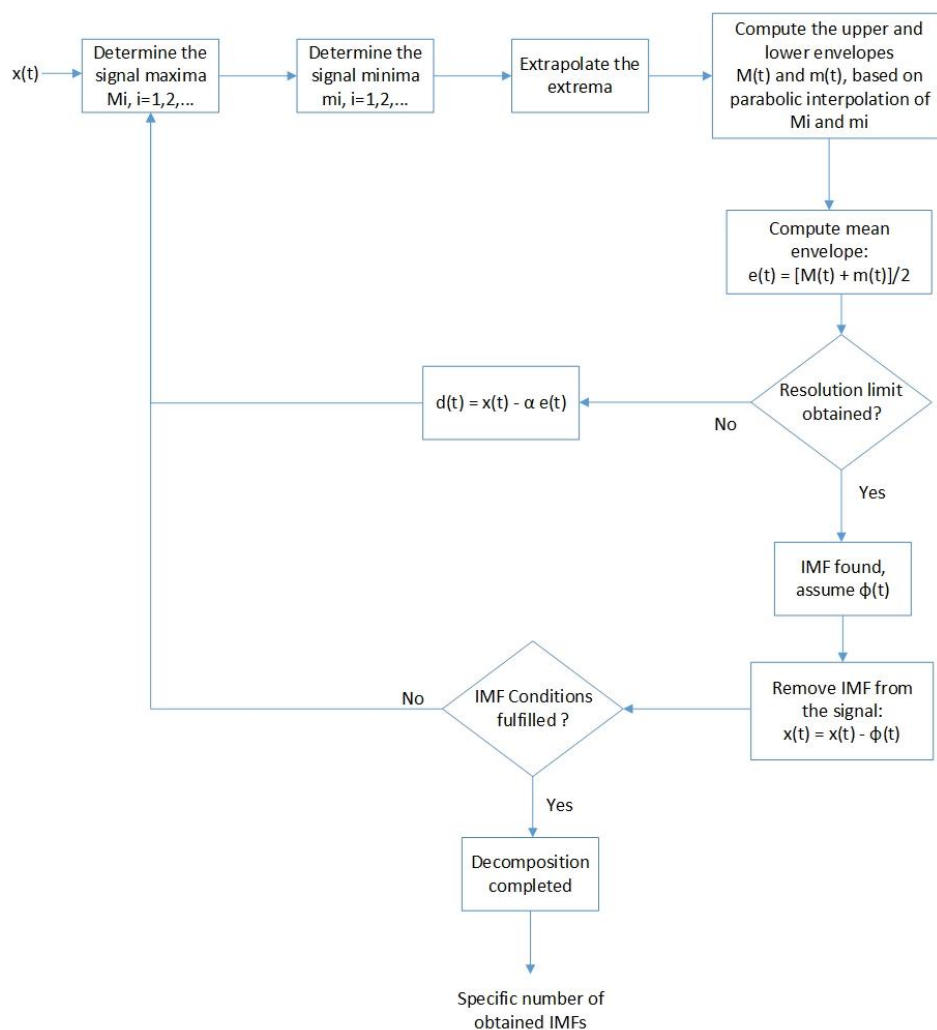 x(t)
Determine the
signal maxima
Mi, i=1,2,...
Determine the
signal minima
mi, i=1,2,...
Extrapolate the
extrema
Compute the upper and
lower envelopes
M(t) and m(t), based on
parabolic interpolation of
Mi and mi
Compute mean
envelope:
e(t) = [M(t) + m(t)]/2
Resolution limit
obtained?
No
d(t) = x(t) - α e(t)
Yes
IMF found,
assume ϕ(t)
Remove IMF from
the signal:
x(t) = x(t) - ϕ(t)
IMF Conditions
fulfilled ?
No
Yes
Decomposition
completed
Specific number of
obtained IMFs